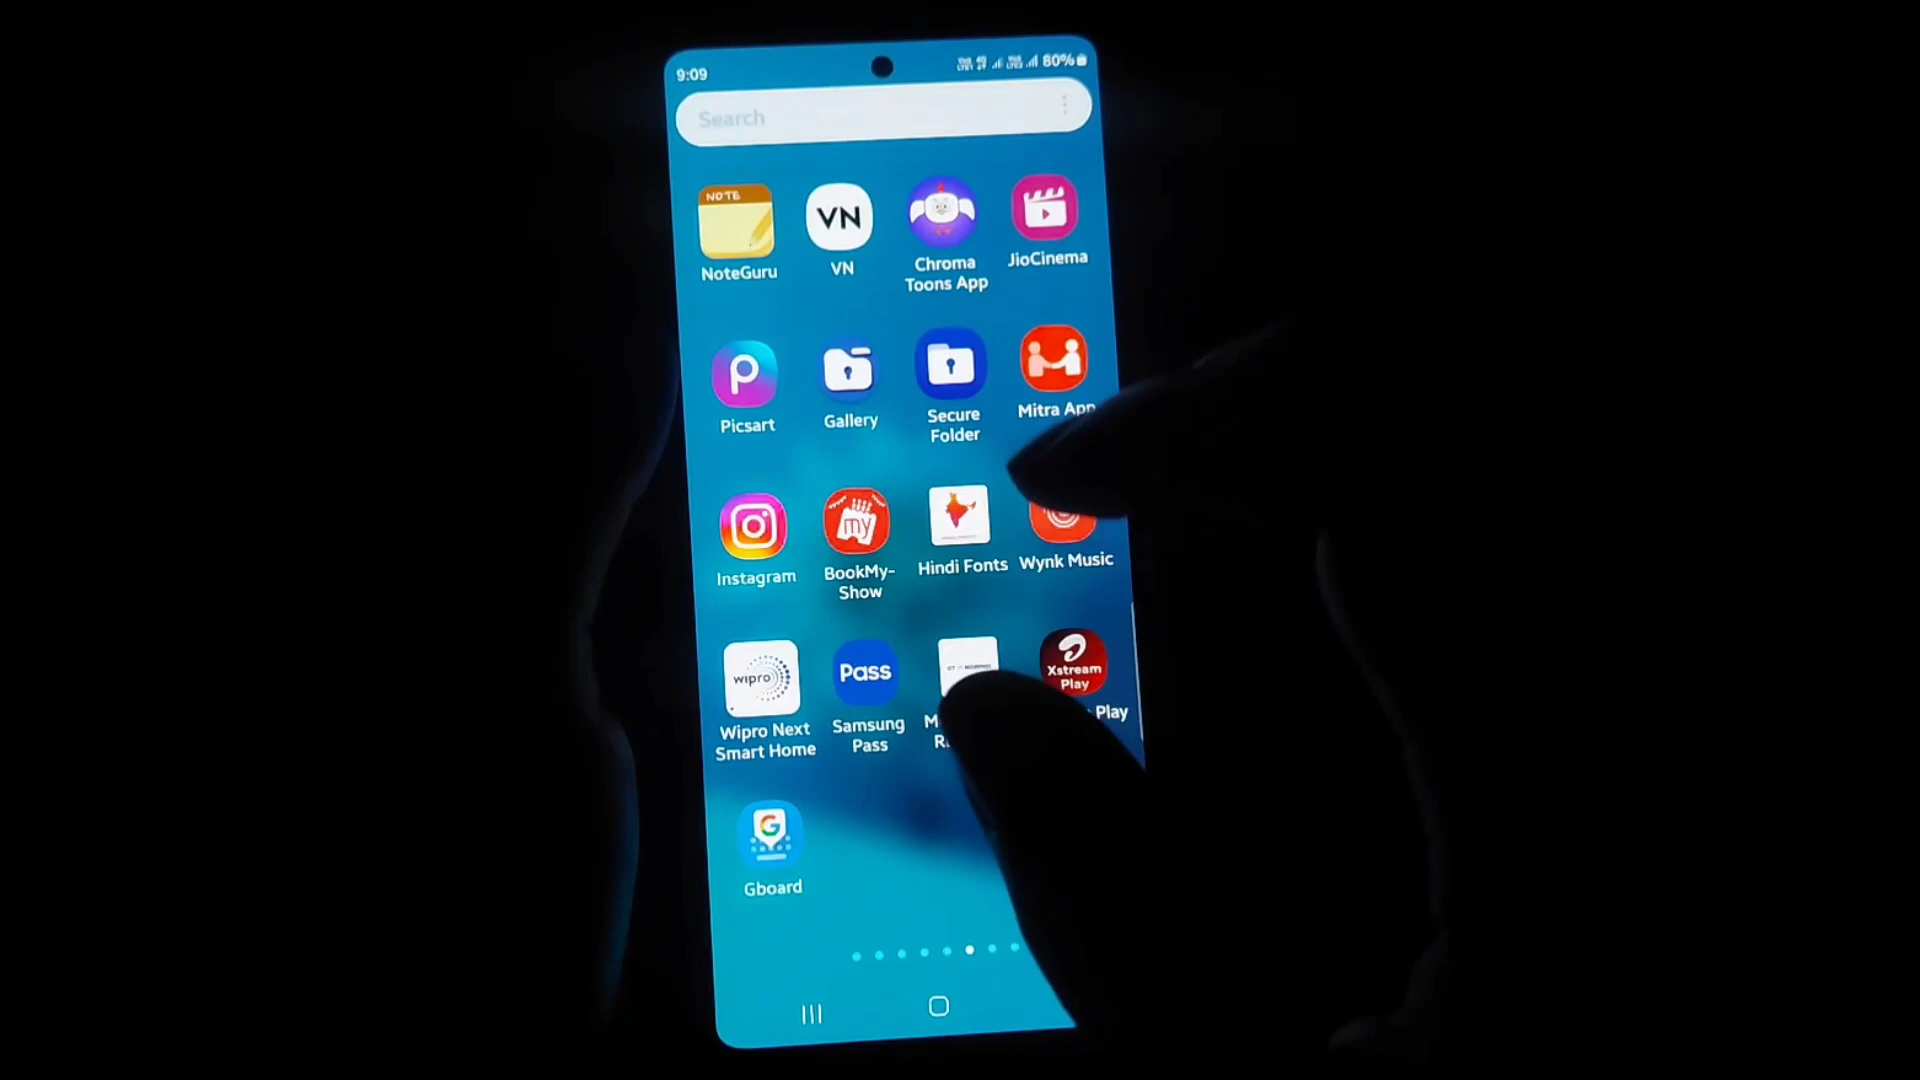 9:09
80%
Search
NOTE
VN
NoteGuru
VN
Chroma
Toons App
JioCinema
Picsart
Gallery
Secure
Folder
Mitra App
my
Instagram
BookMy-
Show
Hindi Fonts
Wynk Music
wipro
Pass
Xstream
Play
Wipro Next
Smart Home
Samsung
Pass
Play
G
Gboard